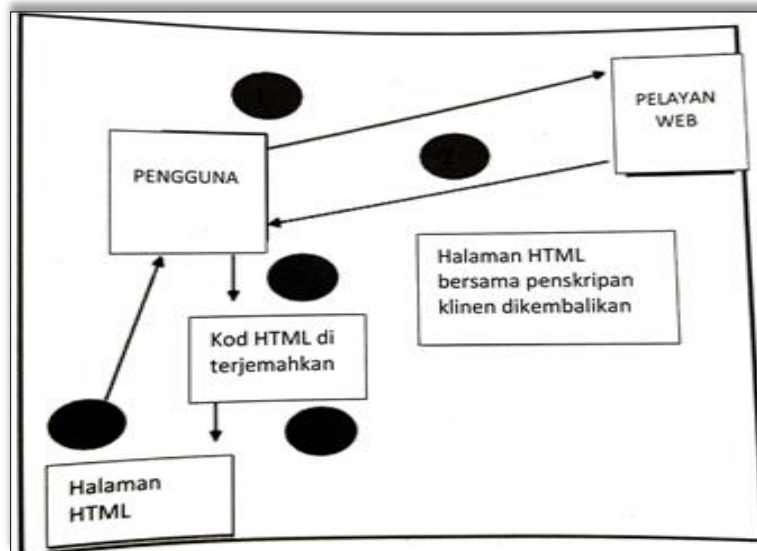 PELAYAN
WEB
PENGGUNA
Halaman HTML
bersama penskripan
klinen dikembalikan
Kod HTML di
terjemahkan
Halaman
HTML